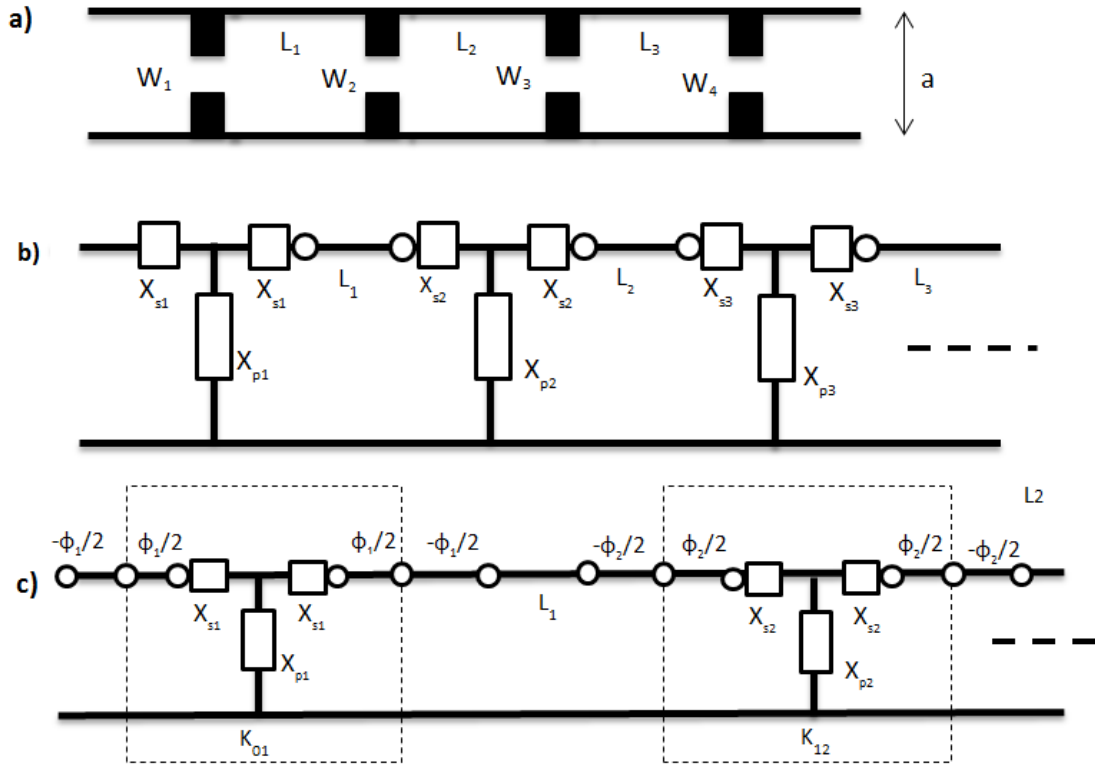 a)
L₁ L₂ L₃
W₁ W₂ W₃ W₄ a
b)
L₁ L₂ L₃
Xₛ₁ Xₛ₁ Xₛ₂ Xₛ₂ Xₛ₃ Xₛ₃
Xₚ₁ Xₚ₂ Xₚ₃
L2
-ϕ₁/2 ϕ₁/2 ϕ₁/2 -ϕ₁/2 -ϕ₂/2 ϕ₂/2 ϕ₂/2 -ϕ₂/2
c)
Xₛ₁ Xₛ₁ L₁ Xₛ₂ Xₛ₂
Xₚ₁ Xₚ₂
K₀₁ K₁₂